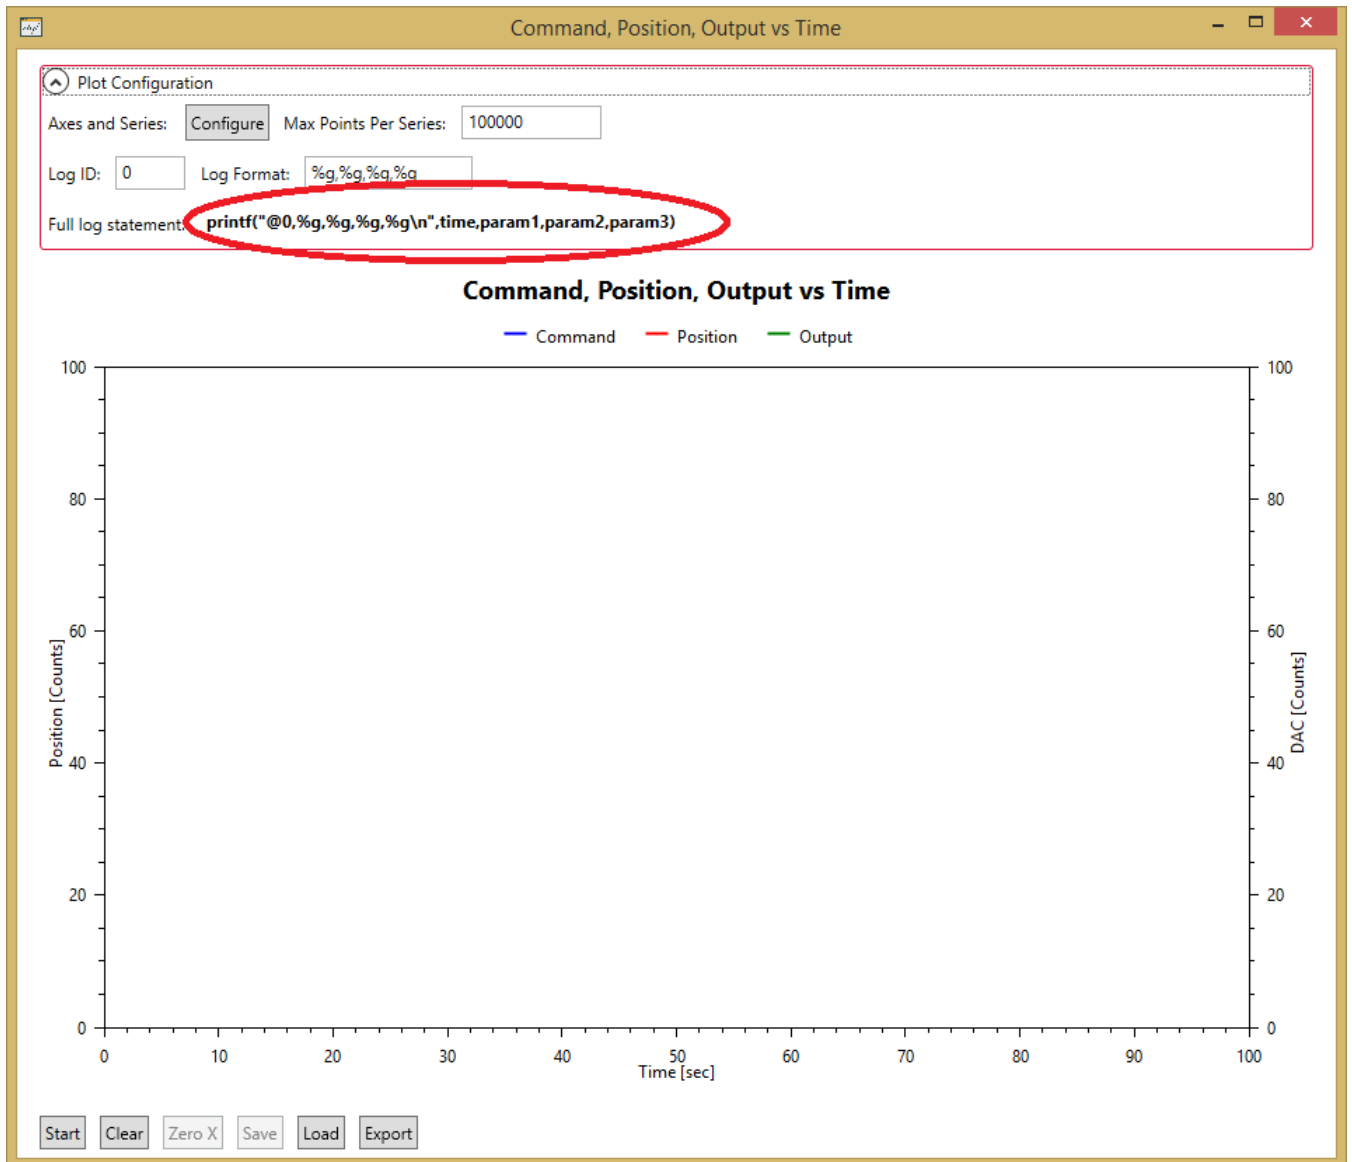 Command, Position, Output vs Time
Plot Configuration
Axes and Series: Configure Max Points Per Series: 100000
Log ID: 0 Log Format: %g,%g,%g,%g
Full log statement: printf("@0,%g,%g,%g,%g\n",time,param1,param2,param3)
Command, Position, Output vs Time
Command Position Output
100 100
80 80
60 60
Position [Counts] DAC [Counts]
40 40
20 20
0 0
0 10 20 30 40 50 60 70 80 90 100
Time [sec]
Start Clear Zero X Save Load Export